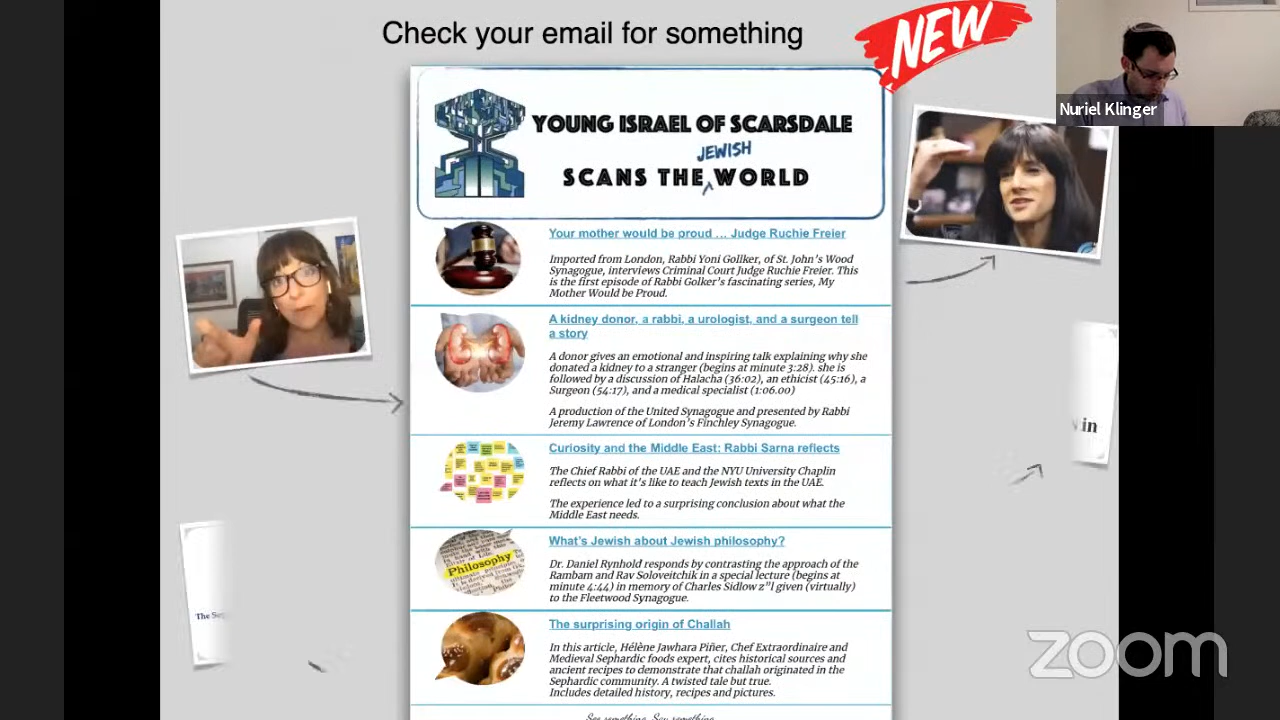 Check your email for something
NEW
Nuriel Klinger
YOUNG ISRAEL OF SCARSDALE
JEWISH
SCANS THE WORLD
Your mother would be proud ... Judge Ruchie Freier
Imported from London, Rabbi Yoni Gollker, of St. John's Wood
Synagogue, interviews Criminal Court Judge Ruchie Freier. This
is the first episode of Rabbi Golker's fascinating series, My
Mother Would be Proud.
A kidney donor, a rabbi, a urologist, and a surgeon tell
a story
A donor gives an emotional and inspiring talk explaining why she
donated a kidney to a stranger (begins at minute 3:28). she is
followed by a discussion of Halacha (36:02), an ethicist (45:16), a
Surgeon (54:17), and a medical specialist (1:06.00)
A production of the United Synagogue and presented by Rabbi
Jeremy Lawrence of London's Finchley Synagogue.
in
Curiosity and the Middle East: Rabbi Sarna reflects
The Chief Rabbi of the UAE and the NYU University Chaplin
reflects on what it's like to teach Jewish texts in the UAE.
The experience led to a surprising conclusion about what the
Middle East needs.
What's Jewish about Jewish philosophy?
Philosophy
Dr. Daniel Rynhold responds by contrasting the approach of the
Rambam and Rav Soloveitchik in a special lecture (begins at
minute 4:44) in memory of Charles Sidlow z"l given (virtually)
to the Fleetwood Synagogue.
The
The surprising origin of Challah
In this article, Hélène Jawhara Piñer, Chef Extraordinaire and
Medieval Sephardic foods expert, cites historical sources and
ancient recipes to demonstrate that challah originated in the
Sephardic community. A twisted tale but true.
Includes detailed history, recipes and pictures.
See something, Say something
zoom